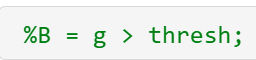 %B = g > thresh;